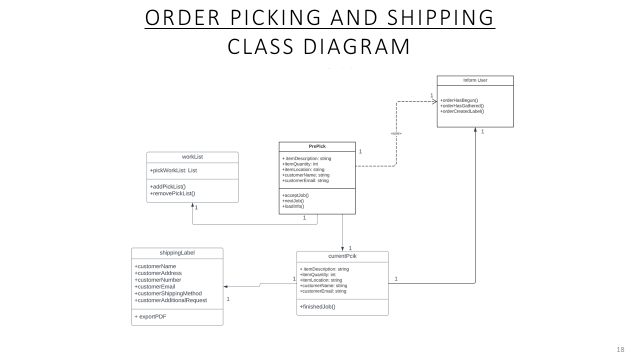 ORDER PICKING AND SHIPPING
CLASS DIAGRAM
Inform User
+orderHasBegun()
+orderHasGathered()
+orderCreatedLabel()
1
1
PrePick
+ itemDescription: string
+itemQuantity: int
+itemLocation: string
+customerName: string
+customerEmail: string
+acceptJob()
+nextJob()
+loadInfo()
1
1
workList
+pickWorkList: List
+addPickList()
+removePickList()
1
currentPcik
+ itemDescription: string
+itemQuantity: int
+itemLocation: string
+customerName: string
+customerEmail: string
+finishedJob()
1
1
1
shippingLabel
+customerName
+customerAddress
+customerNumber
+customerEmail
+customerShippingMethod
+customerAdditionalRequest
+ exportPDF
1
18